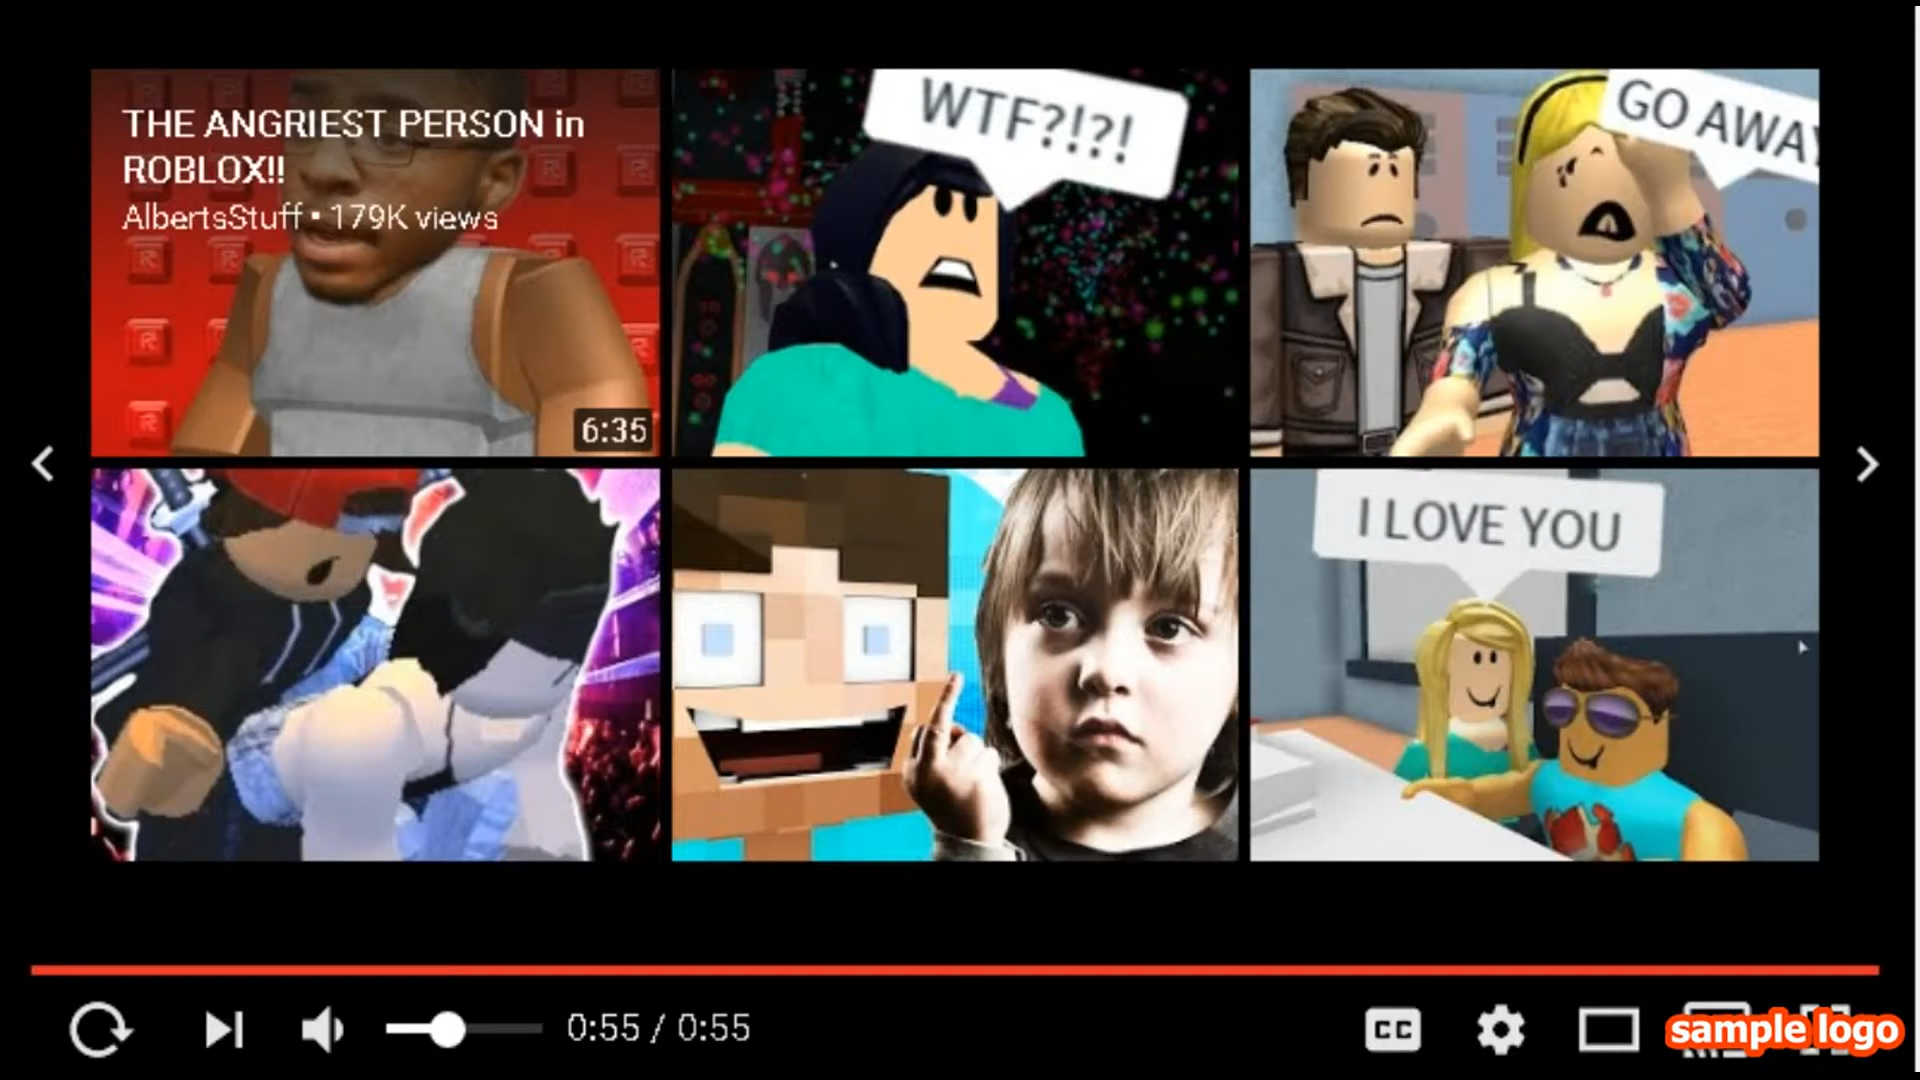 THE ANGRIEST PERSON in
ROBLOX!!
AlbertsStuff • 179K views
6:35
WTF?!?!
GO AWAY
I LOVE YOU
0:55 / 0:55
CC
sample logo